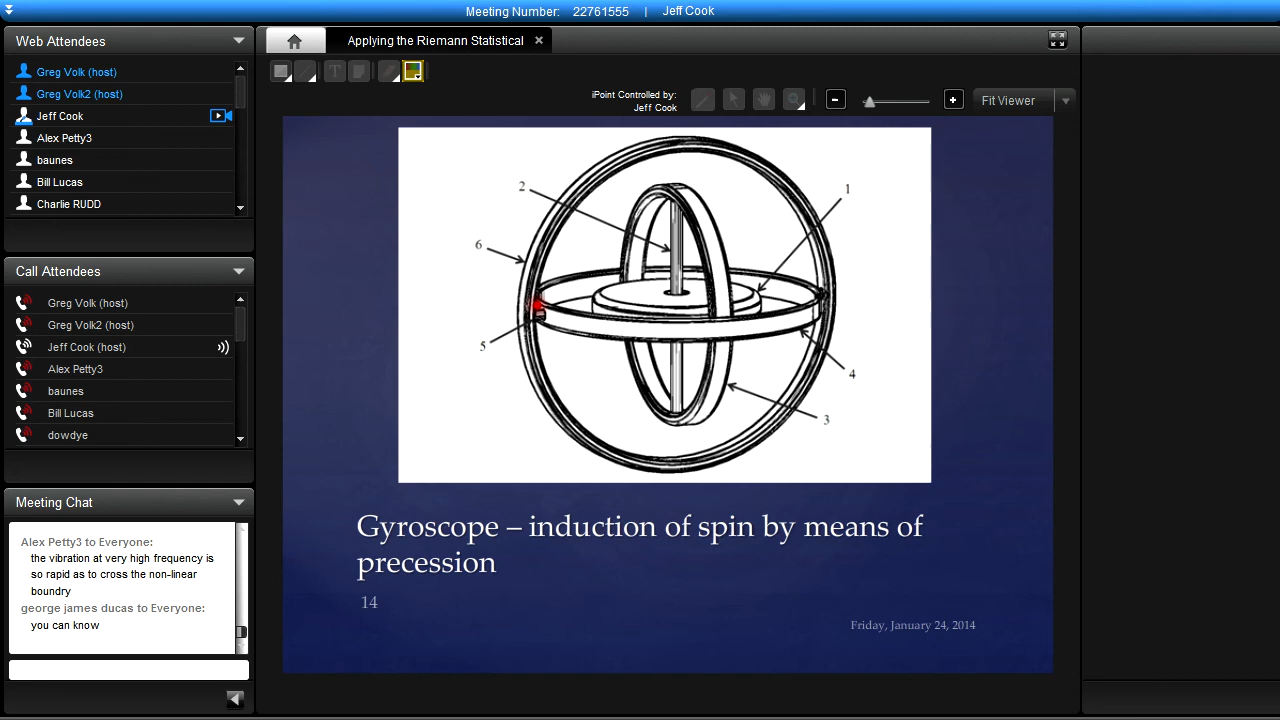 Meeting Number: 22761555 | Jeff Cook
Web Attendees
Greg Volk (host)
Greg Volk2 (host)
Jeff Cook
Alex Petty3
baunes
Bill Lucas
Charlie RUDD
Call Attendees
Greg Volk (host)
Greg Volk2 (host)
Jeff Cook (host)
Alex Petty3
baunes
Bill Lucas
dowdye
Meeting Chat
Alex Petty3 to Everyone:
the vibration at very high frequency is
so rapid as to cross the non-linear
boundry
george james ducas to Everyone:
you can know
Applying the Riemann Statistical
T
iPoint Controlled by:
Jeff Cook
Fit Viewer
2
1
6
5
4
3
Gyroscope – induction of spin by means of
precession
14
Friday, January 24, 2014